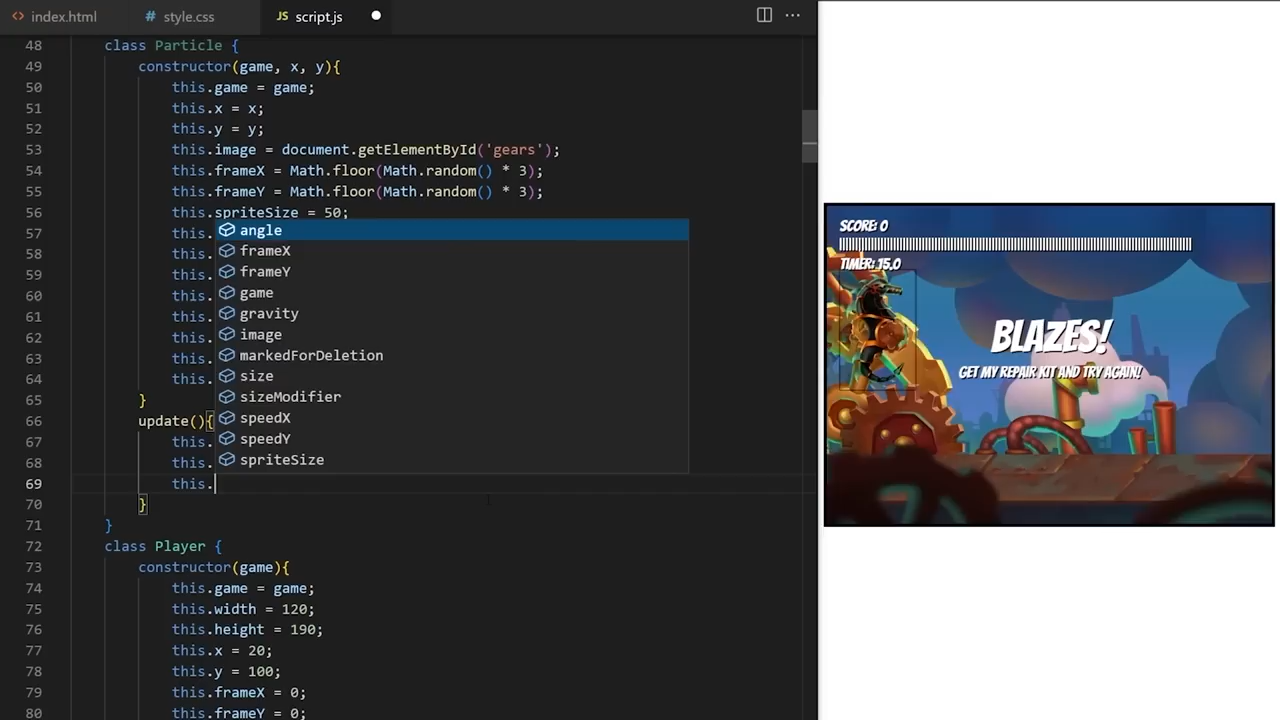 index.html
# style.css
JS script.js
48 class Particle {
49 constructor(game, x, y){
50 this.game = game;
51 this.x = x;
52 this.y = y;
53 this.image = document.getElementById('gears');
54 this.frameX = Math.floor(Math.random() * 3);
55 this.frameY = Math.floor(Math.random() * 3);
56 this.spriteSize = 50;
57 this.
angle
58 this.
frameX
59 this.
frameY
60 this.
game
61 this.
gravity
62 this.
image
63 this.
markedForDeletion
64 this.
size
65 }
sizeModifier
66 update(){
speedX
67 this.
speedY
68 this.
spriteSize
69 this.
70 }
71 }
72 class Player {
73 constructor(game){
74 this.game = game;
75 this.width = 120;
76 this.height = 190;
77 this.x = 20;
78 this.y = 100;
79 this.frameX = 0;
80 this.frameY = 0;
SCORE: 0
TIMER: 15.0
BLAZES!
GET MY REPAIR KIT AND TRY AGAIN!